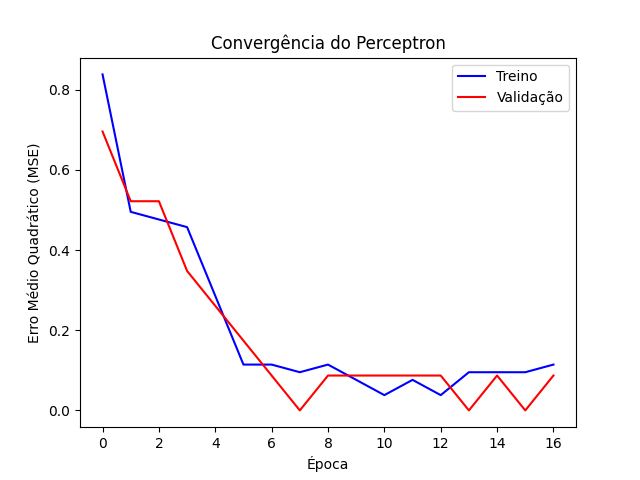 Convergência do Perceptron
Treino
Validação
Erro Médio Quadrático (MSE)
0.8
0.6
0.4
0.2
0.0
0 2 4 6 8 10 12 14 16
Época